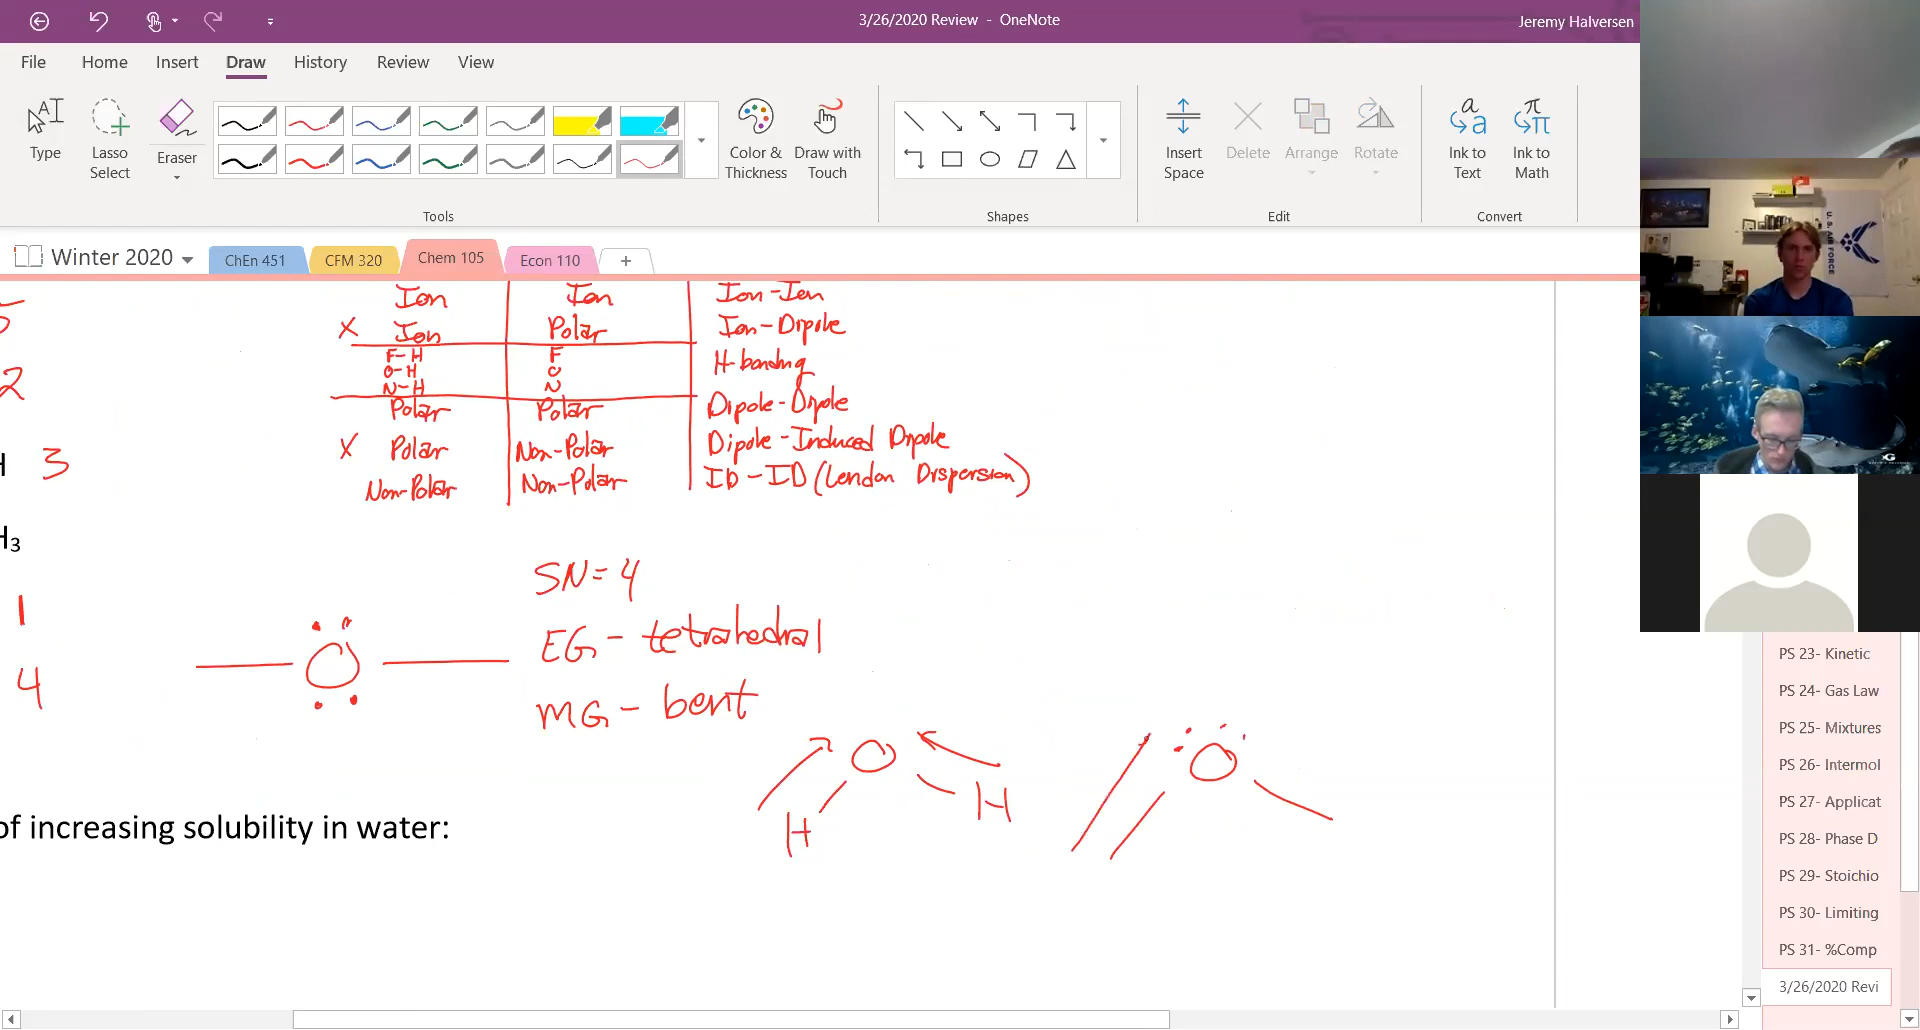 3/26/2020 Review - OneNote
Jeremy Halversen
File Home Insert Draw History Review View
Type
Lasso Select
Eraser
Color & Thickness
Draw with Touch
Insert Space
Delete
Arrange
Rotate
Ink to Text
Ink to Math
Tools
Shapes
Edit
Convert
Winter 2020
ChEn 451
CFM 320
Chem 105
Econ 110
Ion Ion Ion-Ion
X Ion Polar Ion-Dipole
F-H F
O-H O H-bonding
N-H N
Polar Polar Dipole-Dipole
X Polar Non-Polar Dipole-Induced Dipole
Non-Polar Non-Polar ID-ID (London Dispersion)
2
H 3
H₃
1
4
O
SN=4
EG - tetrahedral
MG - bent
O
H
H
O
of increasing solubility in water:
U.S. AIR FORCE
PS 23- Kinetic
PS 24- Gas Law
PS 25- Mixtures
PS 26- Intermol
PS 27- Applicat
PS 28- Phase D
PS 29- Stoichio
PS 30- Limiting
PS 31- %Comp
3/26/2020 Revi